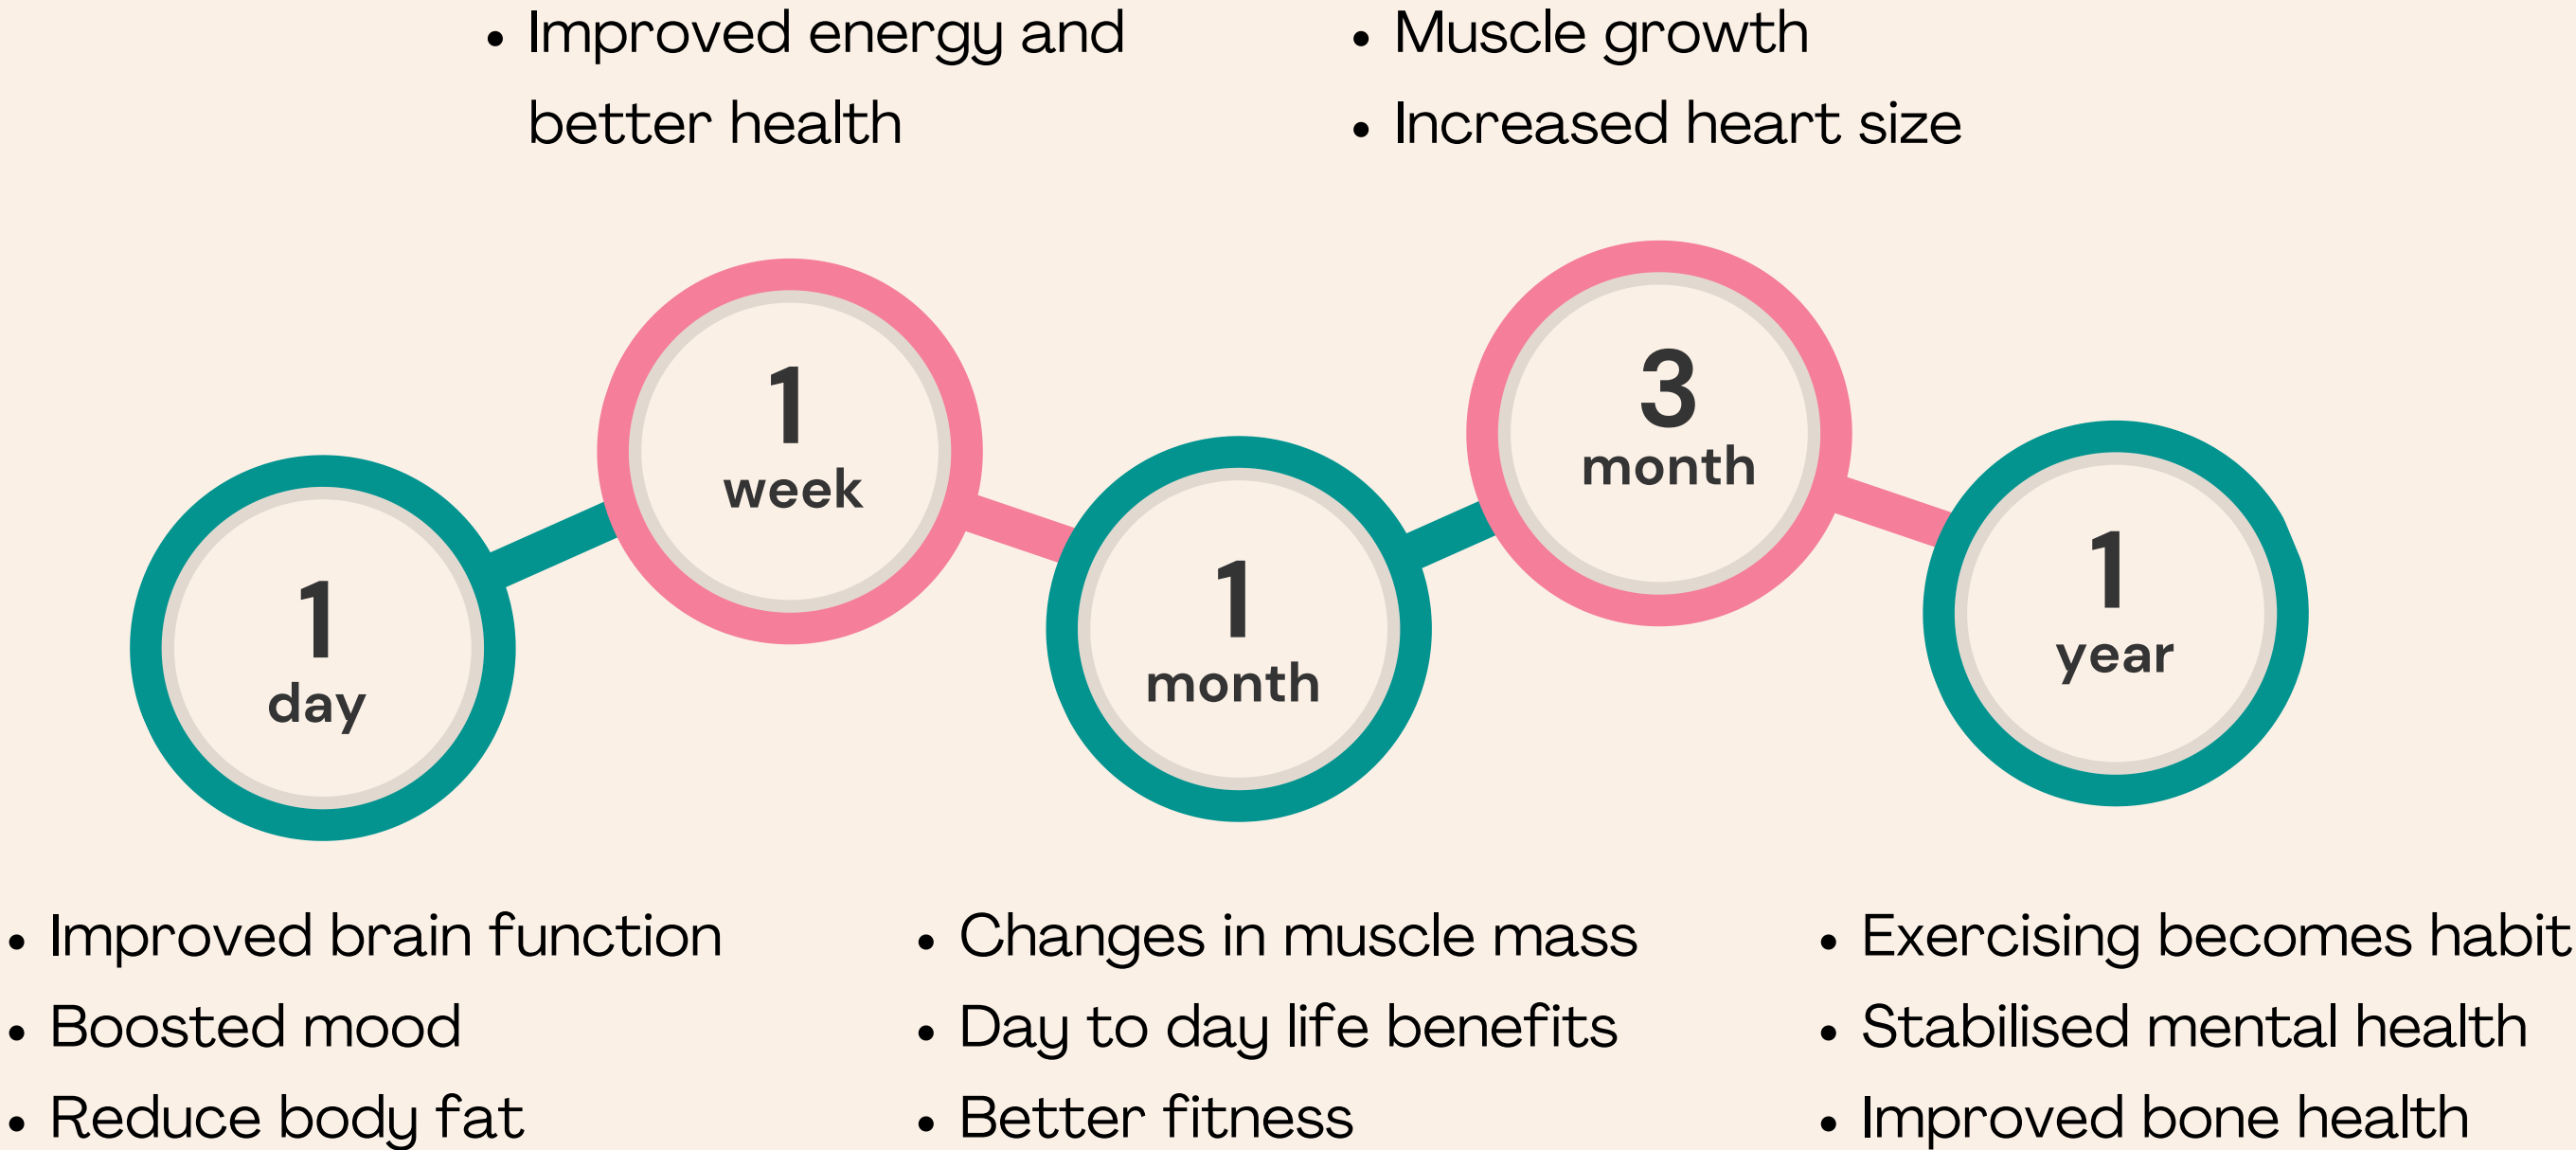 • Improved energy and
better health
• Muscle growth
• Increased heart size
1
week
3
month
1
day
1
month
1
year
• Improved brain function
• Boosted mood
• Reduce body fat
• Changes in muscle mass
• Day to day life benefits
• Better fitness
• Exercising becomes habit
• Stabilised mental health
• Improved bone health